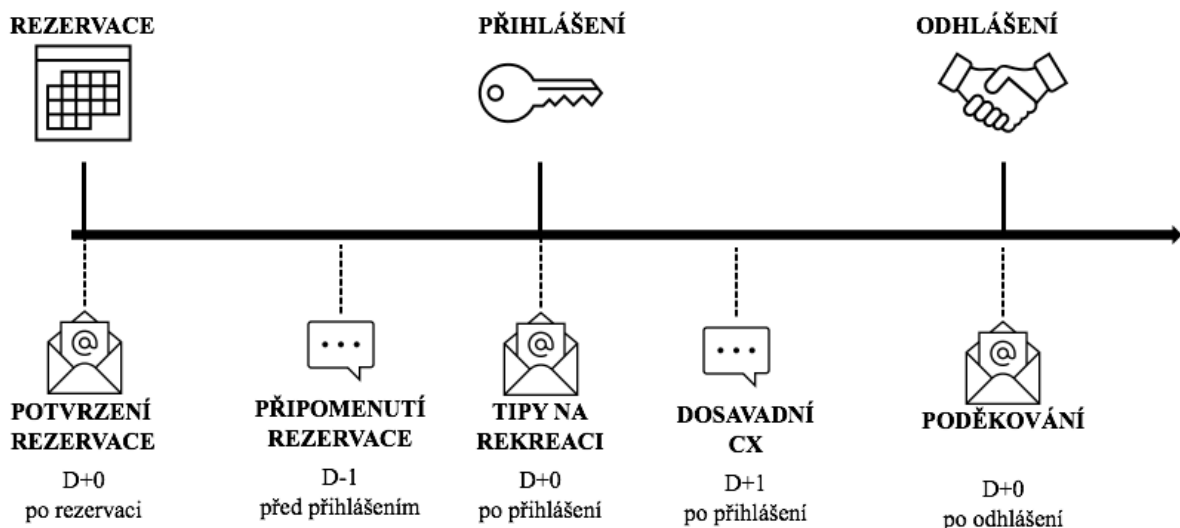 REZERVACE
PŘIHLÁŠENÍ
ODHLÁŠENÍ
@
@
@
POTVRZENÍ
REZERVACE
D+0
po rezervaci
PŘIPOMENUTÍ
REZERVACE
D-1
před přihlášením
TIPY NA
REKREACI
D+0
po přihlášení
DOSAVADNÍ
CX
D+1
po přihlášení
PODĚKOVÁNÍ
D+0
po odhlášení